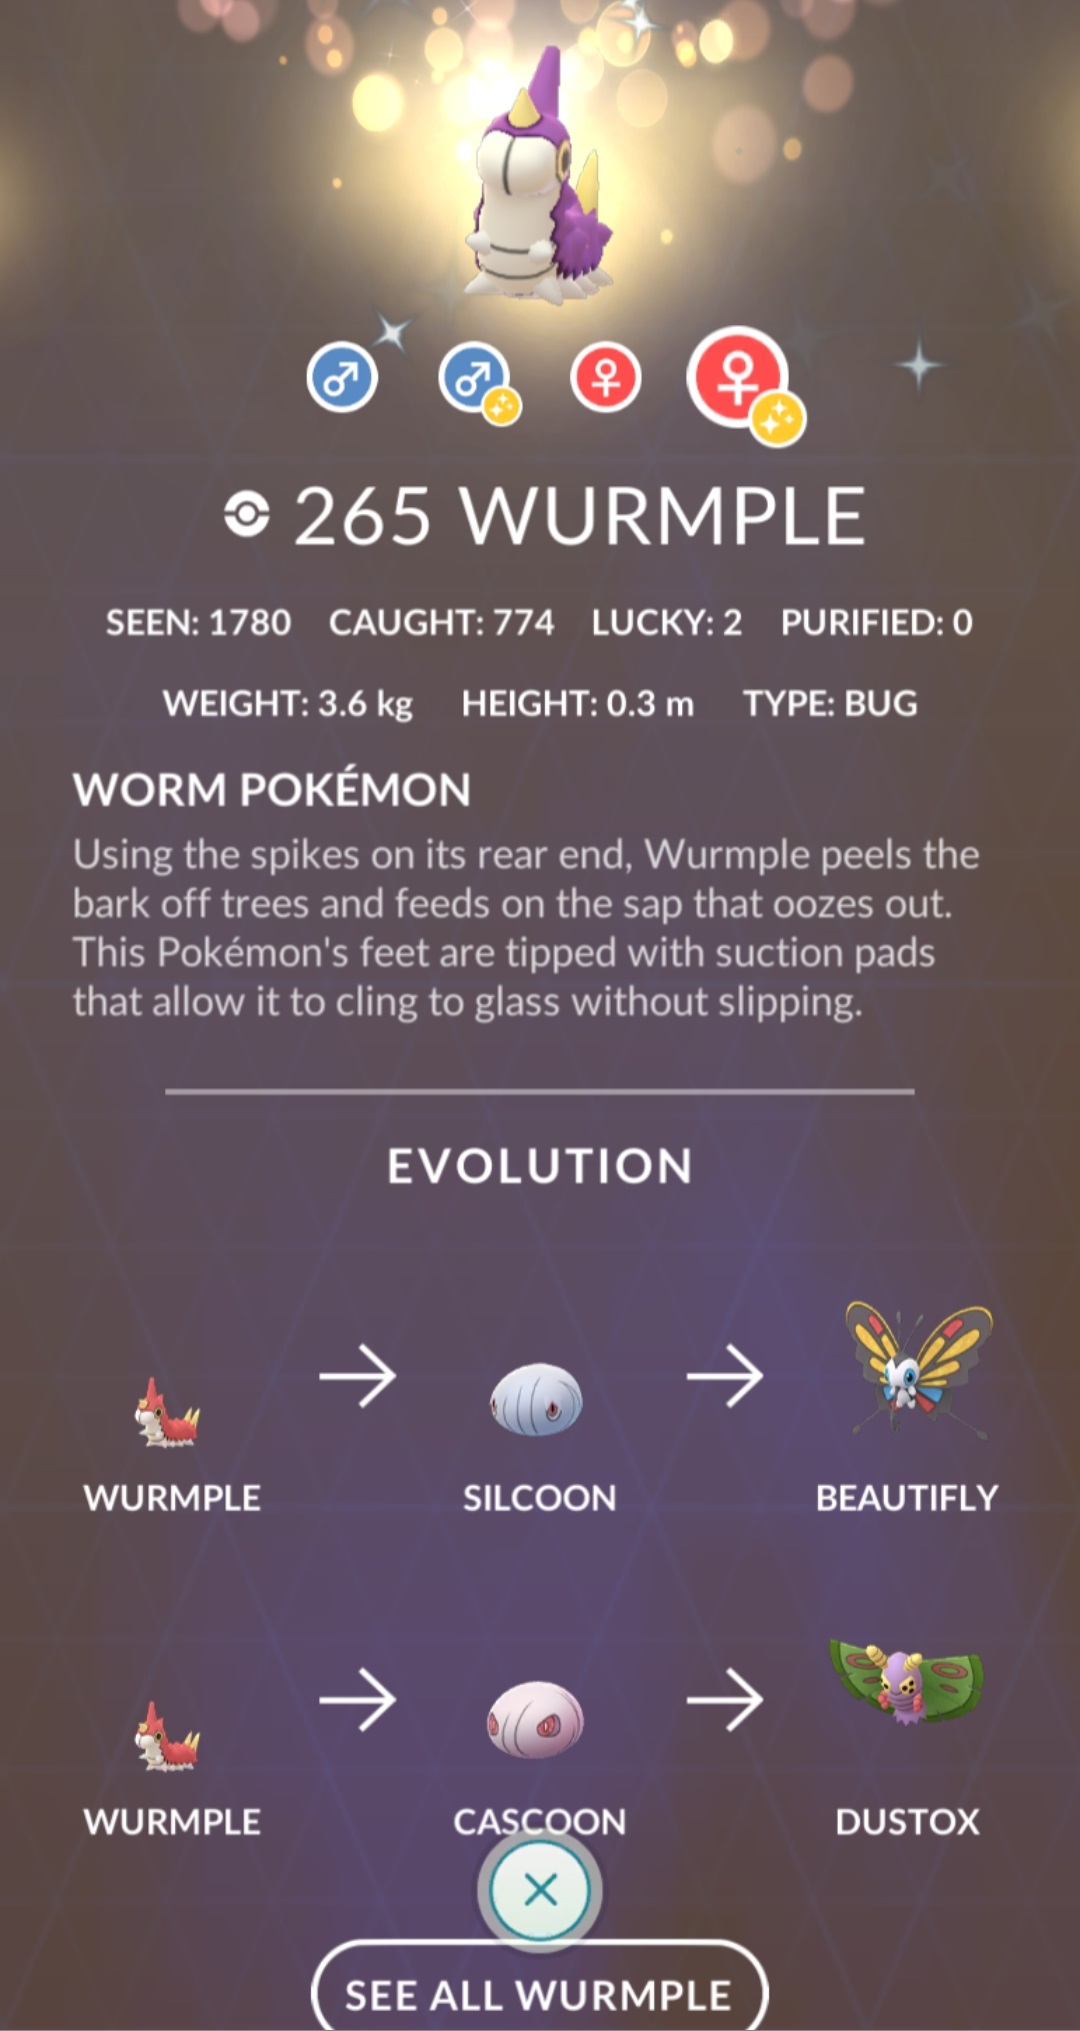 265 WURMPLE
SEEN: 1780 CAUGHT: 774 LUCKY: 2 PURIFIED: 0
WEIGHT: 3.6 kg HEIGHT: 0.3 m TYPE: BUG
WORM POKÉMON
Using the spikes on its rear end, Wurmple peels the
bark off trees and feeds on the sap that oozes out.
This Pokémon's feet are tipped with suction pads
that allow it to cling to glass without slipping.
EVOLUTION
WURMPLE SILCOON BEAUTIFLY
WURMPLE CASCOON DUSTOX
SEE ALL WURMPLE